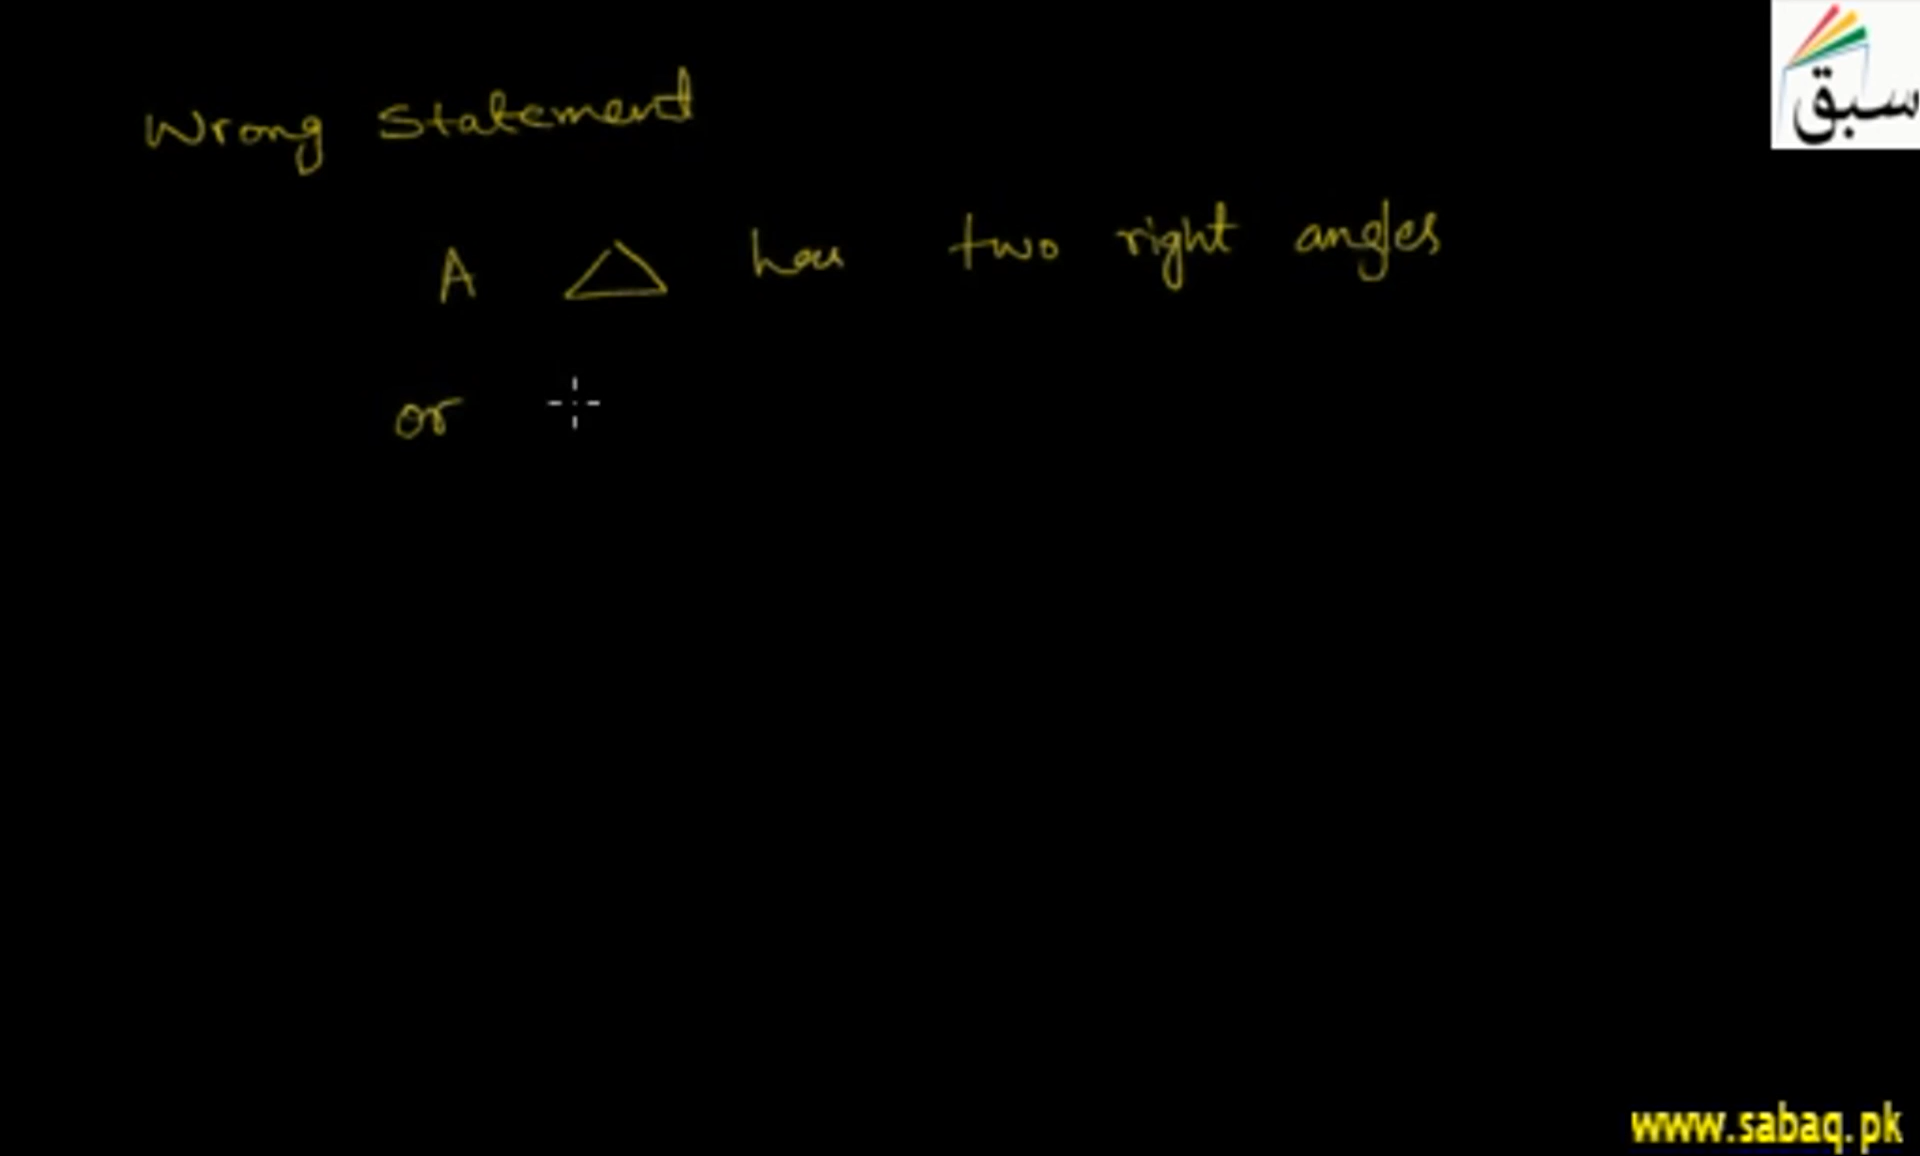 سبق
Wrong Statement
A △ has two right angles
or
www.sabaq.pk